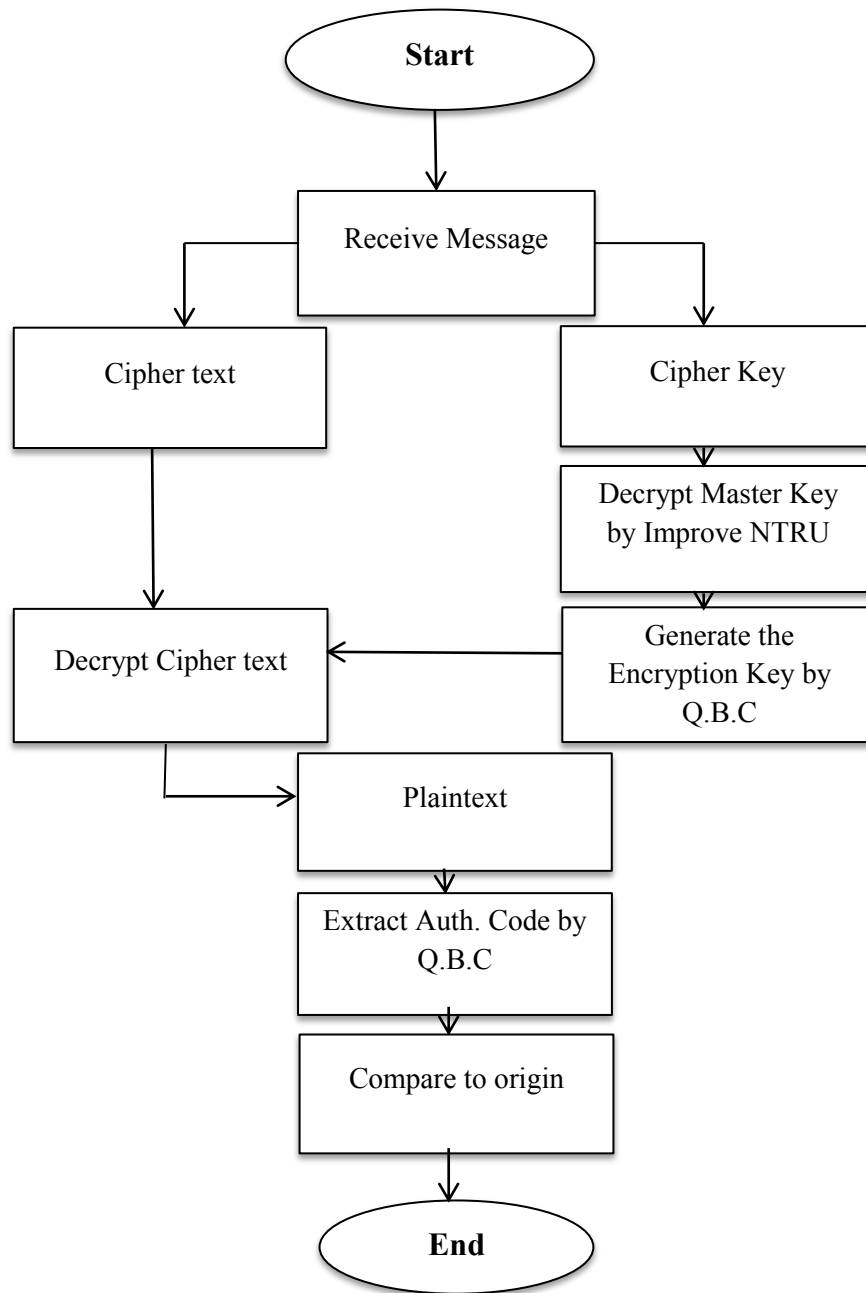 Start
Receive Message
Cipher text
Cipher Key
Decrypt Master Key
by Improve NTRU
Decrypt Cipher text
Generate the
Encryption Key by
Q.B.C
Plaintext
Extract Auth. Code by
Q.B.C
Compare to origin
End